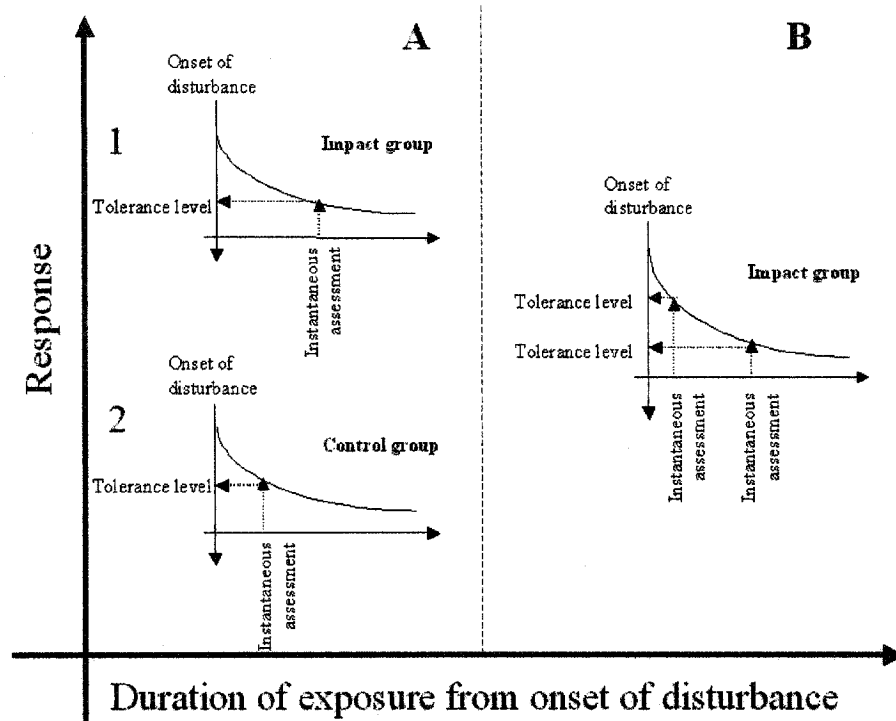 A
B
Onset of
disturbance
1
Impact group
Tolerance level
Instantaneous
assessment
Onset of
disturbance
Impact group
Tolerance level
Tolerance level
Instantaneous
assessment
Instantaneous
assessment
Response
Onset of
disturbance
2
Control group
Tolerance level
Instantaneous
assessment
Duration of exposure from onset of disturbance